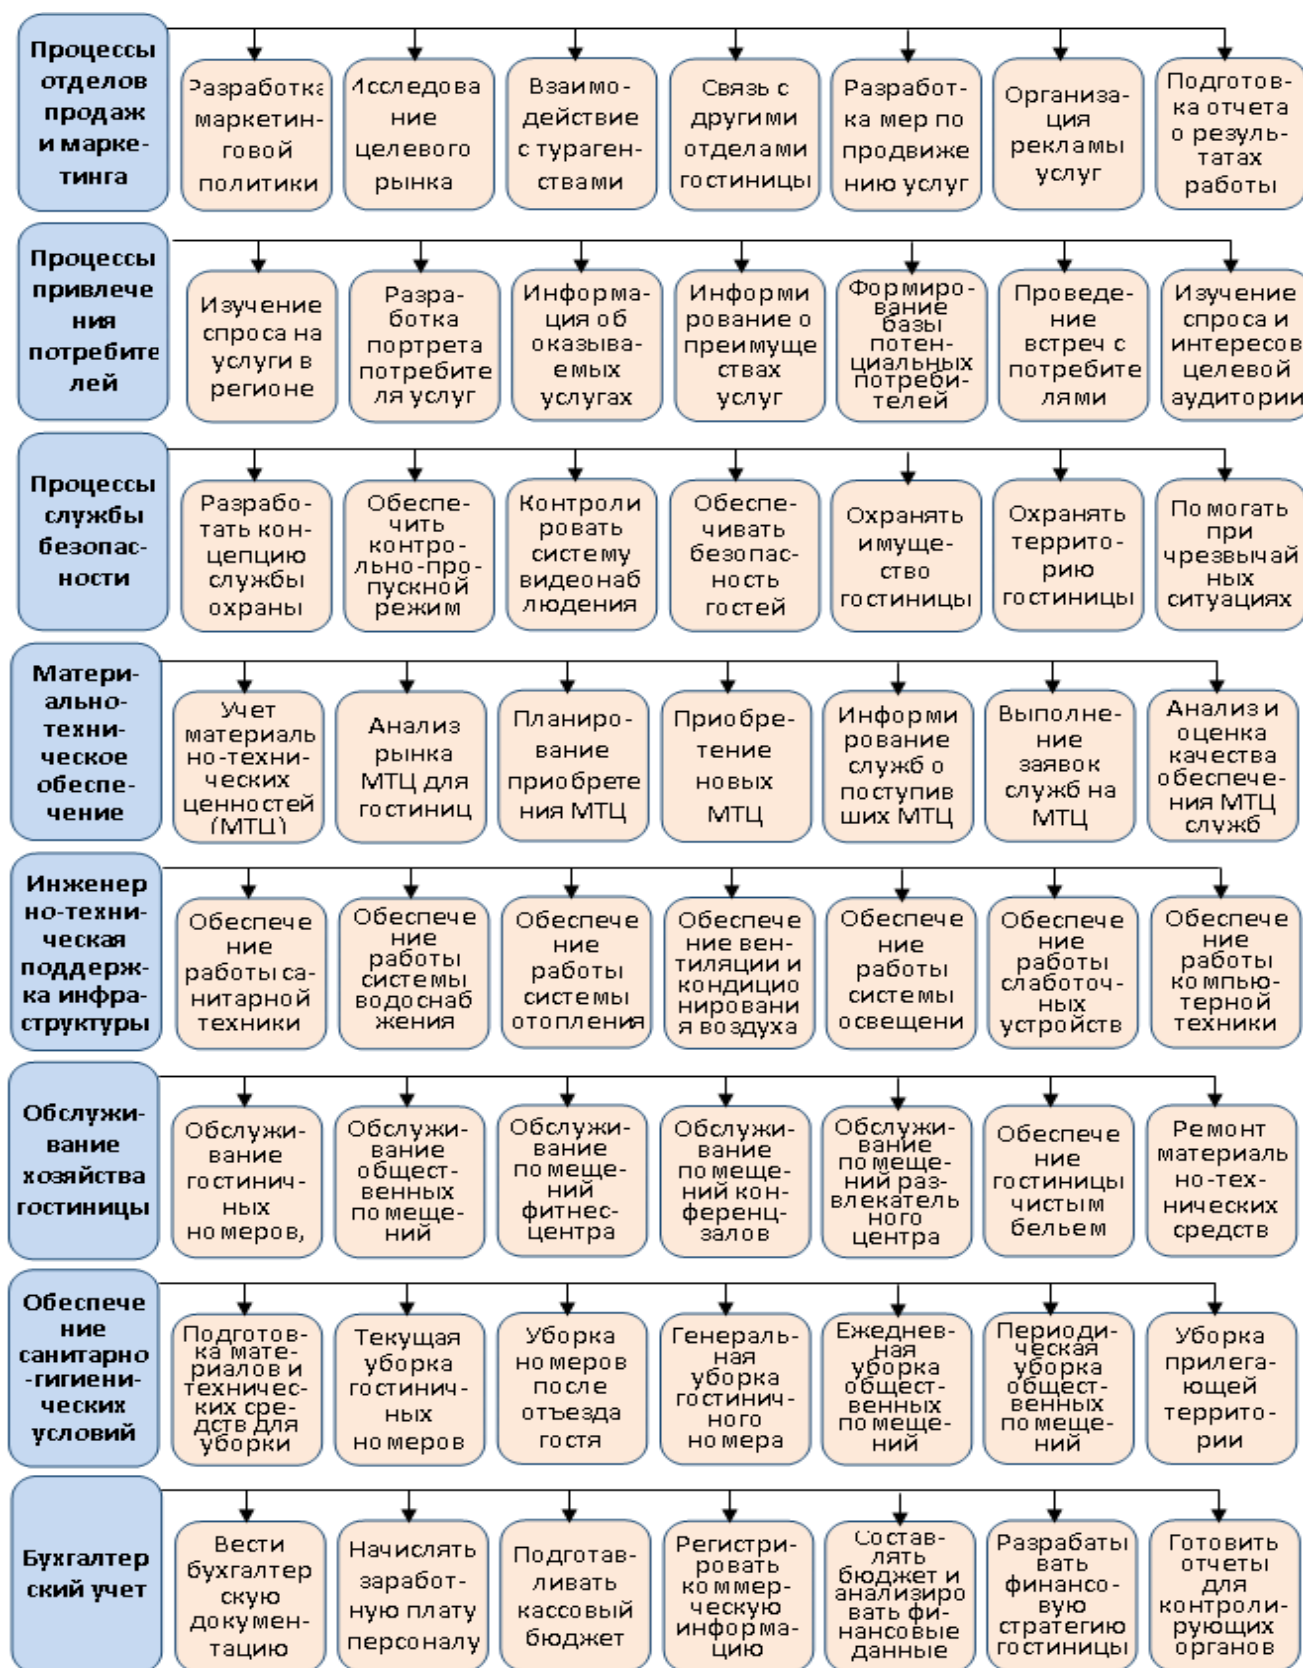 Процессы
отделов
продаж
и марке-
тинга
Разработка
маркетин-
говой
политики
Исследова
ние
целевого
рынка
Взаимо-
действие
с тураген-
ствами
Связь с
другими
отделами
гостиницы
Разработ-
ка мер по
продвиже
нию услуг
Организа-
ция
рекламы
услуг
Подготов-
ка отчета
о резуль-
татах
работы
Процессы
привлече
ния
потребите
лей
Изучение
спроса на
услуги в
регионе
Разра-
ботка
портрета
потребите
ля услуг
Информа-
ция об
оказыва-
емых
услугах
Информи
рование о
преимуще
ствах
услуг
Формиро-
вание
базы
потен-
циальных
потреби-
телей
Проведе-
ние
встреч с
потребите
лями
Изучение
спроса и
интересов
целевой
аудитории
Процессы
службы
безопас-
ности
Разрабо-
тать кон-
цепцию
службы
охраны
Обеспе-
чить
контро-
льно-про-
пускной
режим
Контроли
ровать
систему
видеонаб
людения
Обеспе-
чивать
безопас-
ность
гостей
Охранять
имуще-
ство
гостиницы
Охранять
террито-
рию
гостиницы
Помогать
при
чрезвычай
ных
ситуациях
Матери-
ально-
техни-
ческое
обеспе-
чение
Учет
материаль
но-техни-
ческих
ценностей
(МТЦ)
Анализ
рынка
МТЦ для
гостиниц
Планиро-
вание
приобрете
ния МТЦ
Приобре-
тение
новых
МТЦ
Информи
рование
служб о
поступив
ших МТЦ
Выполне-
ние
заявок
служб на
МТЦ
Анализ и
оценка
качества
обеспече-
ния МТЦ
служб
Инженер
но-техни-
ческая
поддерж-
ка инфра-
структуры
Обеспече
ние
работы са-
нитарной
техники
Обеспече
ние
работы
системы
водоснаб
жения
Обеспече
ние
работы
системы
отопления
Обеспече
ние вен-
тиляции и
кондицио
нировани
я воздуха
Обеспече
ние
работы
системы
освещени
Обеспече
ние
работы
слаботоч-
ных
устройств
Обеспече
ние
работы
компью-
терной
техники
Обслужи-
вание
хозяйства
гостиницы
Обслужи-
вание
гостинич-
ных
номеров,
Обслужи-
вание
общест-
венных
помеще-
ний
Обслужи-
вание
помеще-
ний
фитнес-
центра
Обслужи-
вание
помеще-
ний кон-
ференц-
залов
Обслужи-
вание
помеще-
ний раз-
влекатель
ного
центра
Обеспече
ние
гостиницы
чистым
бельем
Ремонт
материаль
но-тех-
нических
средств
Обеспече
ние
санитарно
-гигиени-
ческих
условий
Подготов-
ка мате-
риалов и
техничес-
ких сре-
дств для
уборки
Текущая
уборка
гостинич-
ных
номеров
Уборка
номеров
после
отъезда
гостя
Генераль-
ная
уборка
гостинич-
ного
номера
Ежеднев-
ная
уборка
общест-
венных
помеще-
ний
Периоди-
ческая
уборка
общест-
венных
помеще-
ний
Уборка
прилега-
ющей
террито-
рии
Бухгалтер
ский учет
Вести
бухгалтер
скую
докумен-
тацию
Начислять
заработ-
ную плату
персоналу
Подготав-
ливать
кассовый
бюджет
Регистри-
ровать
коммер-
ческую
информа-
цию
Состав-
лять
бюджет и
анализиро
вать фи-
нансовые
данные
Разрабаты
вать
финансо-
вую
стратегию
гостиницы
Готовить
отчеты
для
контроли-
рующих
органов